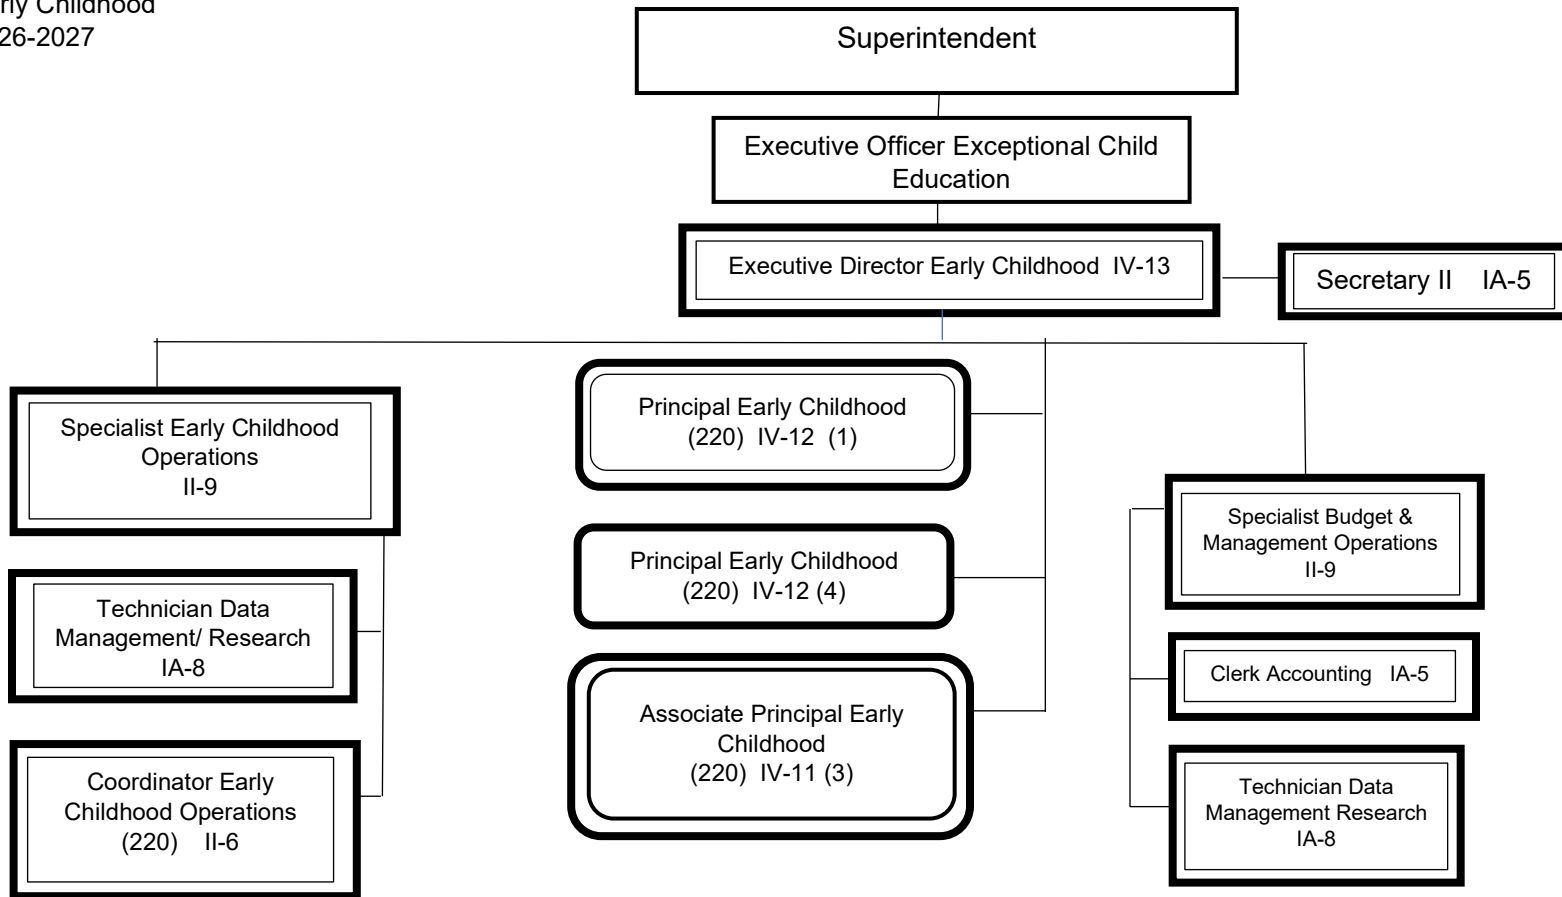 26-2027
Superintendent
Executive Officer Exceptional Child
Education
Executive Director Early Childhood IV-13
Secretary II IA-5
Specialist Early Childhood
Operations
II-9
Technician Data
Management/ Research
IA-8
Coordinator Early
Childhood Operations
(220) II-6
Principal Early Childhood
(220) IV-12 (1)
Principal Early Childhood
(220) IV-12 (4)
Associate Principal Early
Childhood
(220) IV-11 (3)
Specialist Budget &
Management Operations
II-9
Clerk Accounting IA-5
Technician Data
Management Research
IA-8